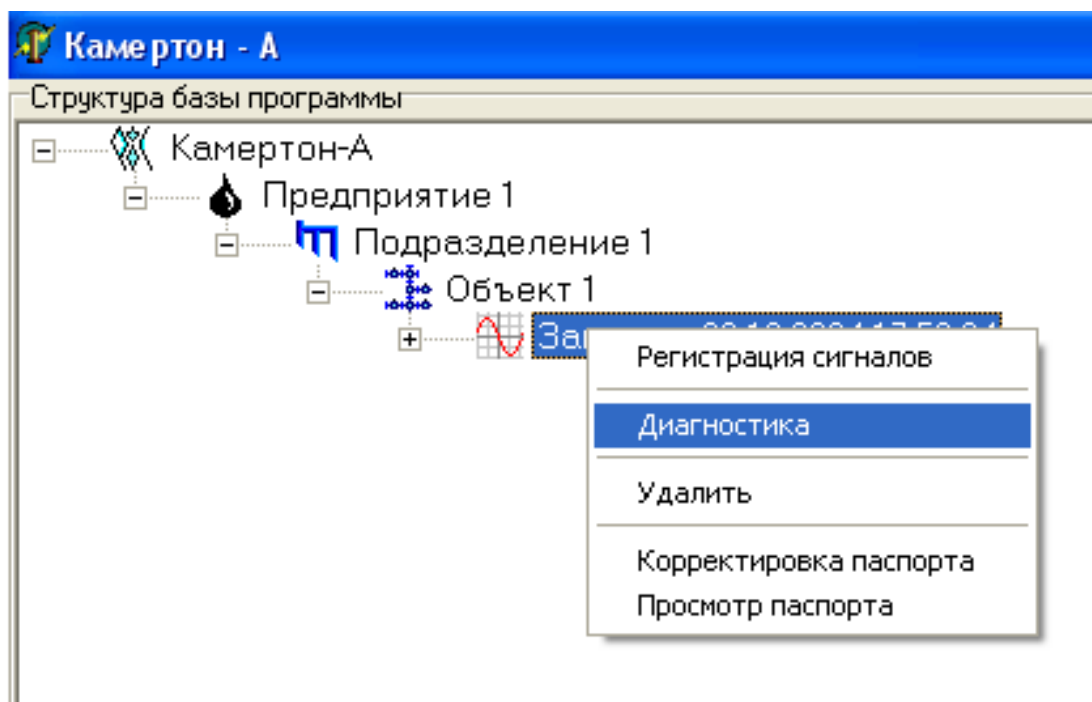 Камертон - А
Структура базы программы
Камертон-А
Предприятие 1
Подразделение 1
Объект 1
Регистрация сигналов
Диагностика
Удалить
Корректировка паспорта
Просмотр паспорта